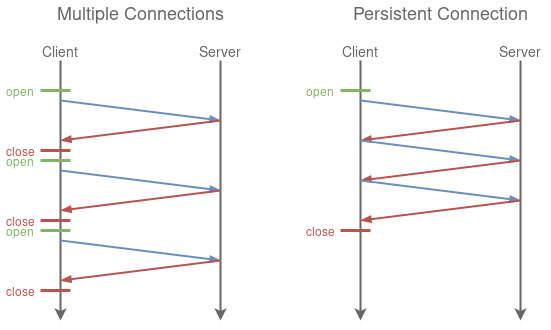 Multiple Connections
Client Server
open
close
open
close
open
close
Persistent Connection
Client Server
open
close